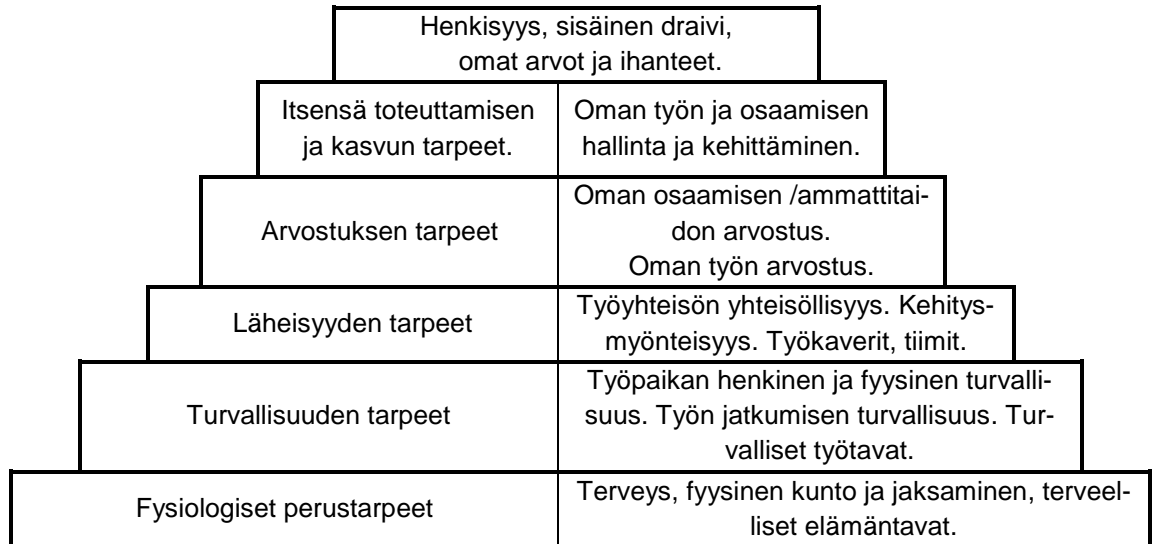 Henkisyys, sisäinen draivi,
omat arvot ja ihanteet.
Itsensä toteuttamisen
ja kasvun tarpeet.
Oman työn ja osaamisen
hallinta ja kehittäminen.
Arvostuksen tarpeet
Oman osaamisen /ammattitai-
don arvostus.
Oman työn arvostus.
Läheisyyden tarpeet
Työyhteisön yhteisöllisyys. Kehitys-
myönteisyys. Työkaverit, tiimit.
Turvallisuuden tarpeet
Työpaikan henkinen ja fyysinen turvalli-
suus. Työn jatkumisen turvallisuus. Tur-
valliset työtavat.
Fysiologiset perustarpeet
Terveys, fyysinen kunto ja jaksaminen, terveel-
liset elämäntavat.